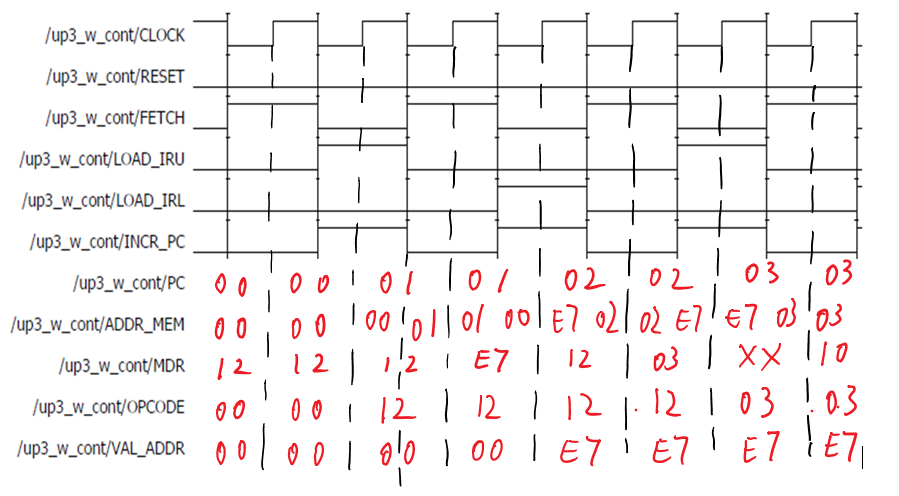 /up3_w_cont/CLOCK
/up3_w_cont/RESET
/up3_w_cont/FETCH
/up3_w_cont/LOAD_IRU
/up3_w_cont/LOAD_IRL
/up3_w_cont/INCR_PC
/up3_w_cont/PC 00 00 01 01 02 02 03 03
/up3_w_cont/ADDR_MEM 00 00 00 01 01 00 E7 02 02 E7 E7 03 03
/up3_w_cont/MDR 12 12 12 E7 12 03 XX 10
/up3_w_cont/OPCODE 00 00 12 12 12 .12 03 .03
/up3_w_cont/VAL_ADDR 00 00 00 00 E7 E7 E7 E7